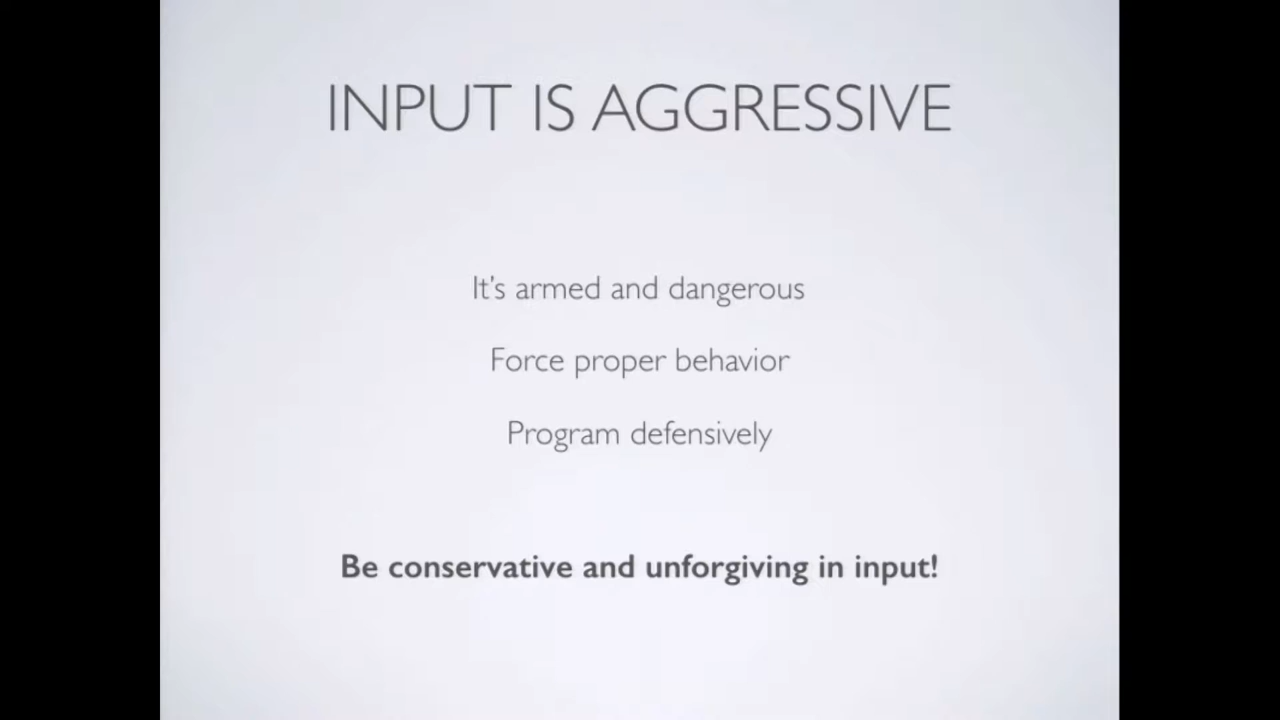 INPUT IS AGGRESSIVE
It's armed and dangerous
Force proper behavior
Program defensively
Be conservative and unforgiving in input!